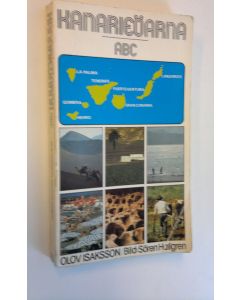 KANARIEÖARNA
ABC
LA PALMA
LANZAROTE
TENERIFE
FUERTEVENTURA
GOMERA
GRAN CANARIA
HIERRO
OLOV ISAKSSON Bild Sören Hallgren